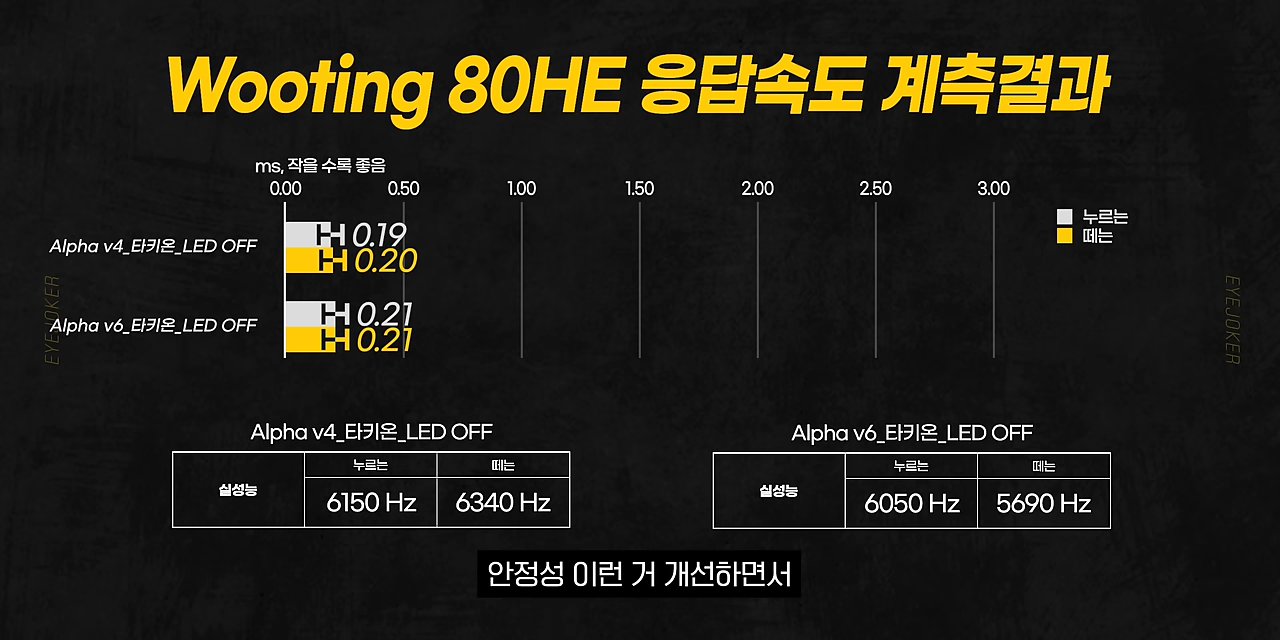 Wooting 80HE 응답속도 계측결과
ms, 작을 수록 좋음
0.00 0.50 1.00 1.50 2.00 2.50 3.00
누르는
떼는
Alpha v4_타키온_LED OFF
0.19
0.20
Alpha v6_타키온_LED OFF
0.21
0.21
EYEJOKER
EYEJOKER
Alpha v4_타키온_LED OFF
실성능
누르는 떼는
6150 Hz 6340 Hz
Alpha v6_타키온_LED OFF
실성능
누르는 떼는
6050 Hz 5690 Hz
안정성 이런 거 개선하면서